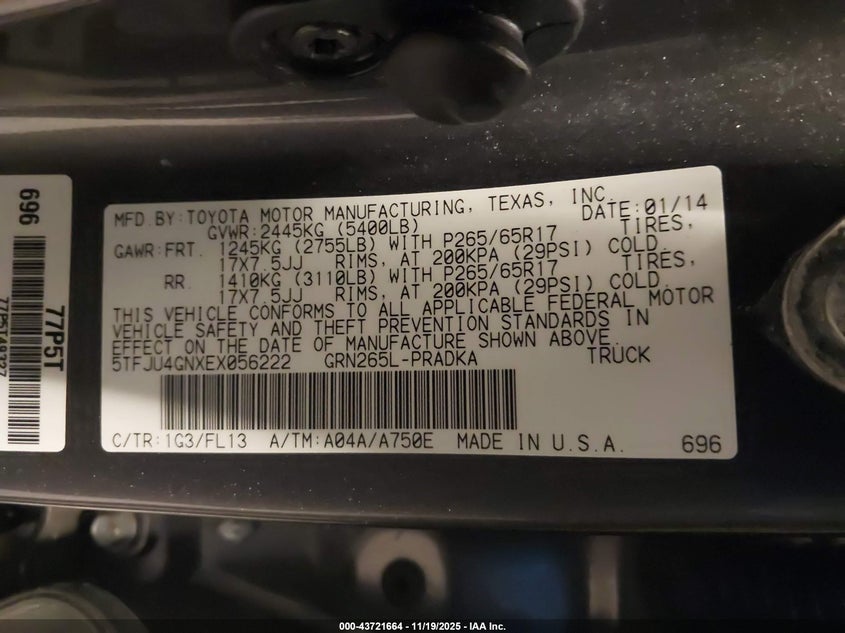 MFD.BY:TOYOTA MOTOR MANUFACTURING, TEXAS, INC.
DATE:01/14
GVWR:2445KG (5400LB)
GAWR:FRT. 1245KG (2755LB) WITH P265/65R17 TIRES,
17X7.5JJ RIMS, AT 200KPA (29PSI) COLD.
RR. 1410KG (3110LB) WITH P265/65R17 TIRES,
17X7.5JJ RIMS, AT 200KPA (29PSI) COLD.
THIS VEHICLE CONFORMS TO ALL APPLICABLE FEDERAL MOTOR
VEHICLE SAFETY AND THEFT PREVENTION STANDARDS IN
EFFECT ON THE DATE OF MANUFACTURE SHOWN ABOVE.
5TFJU4GNXEX056222 GRN265L-PRADKA TRUCK
C/TR:1G3/FL13 A/TM:A04A/A750E MADE IN U.S.A. 696
696
77P5T
000-43721664 - 11/19/2025 - IAA Inc.